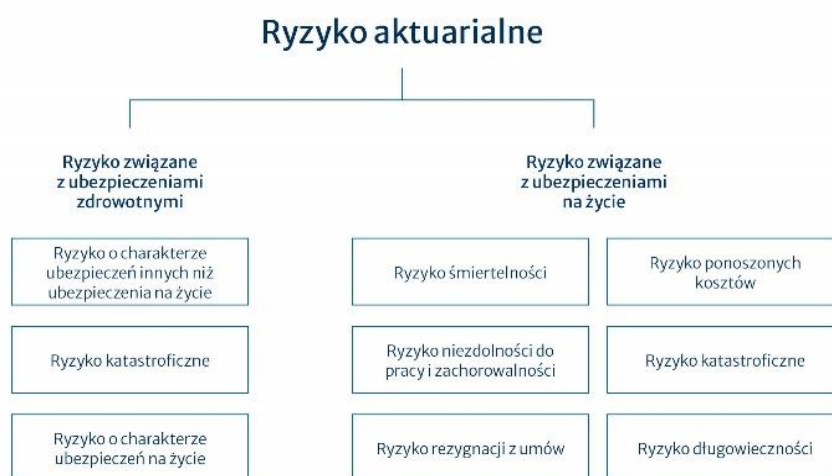 Ryzyko aktuarialne
Ryzyko związane
z ubezpieczeniami
zdrowotnymi
Ryzyko o charakterze
ubezpieczeń innych niż
ubezpieczenia na życie
Ryzyko katastroficzne
Ryzyko o charakterze
ubezpieczeń na życie
Ryzyko związane
z ubezpieczeniami
na życie
Ryzyko śmiertelności
Ryzyko ponoszonych
kosztów
Ryzyko niezdolności do
pracy i zachorowalności
Ryzyko katastroficzne
Ryzyko rezygnacji z umów
Ryzyko długowieczności